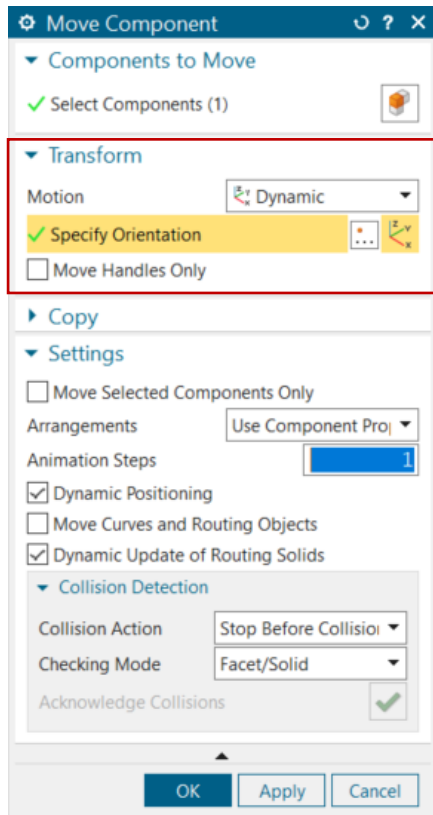 Move Component
Components to Move
Select Components (1)
Transform
Motion Dynamic
Specify Orientation
Move Handles Only
Copy
Settings
Move Selected Components Only
Arrangements Use Component Pro
Animation Steps 1
Dynamic Positioning
Move Curves and Routing Objects
Dynamic Update of Routing Solids
Collision Detection
Collision Action Stop Before Collisio
Checking Mode Facet/Solid
Acknowledge Collisions
OK Apply Cancel